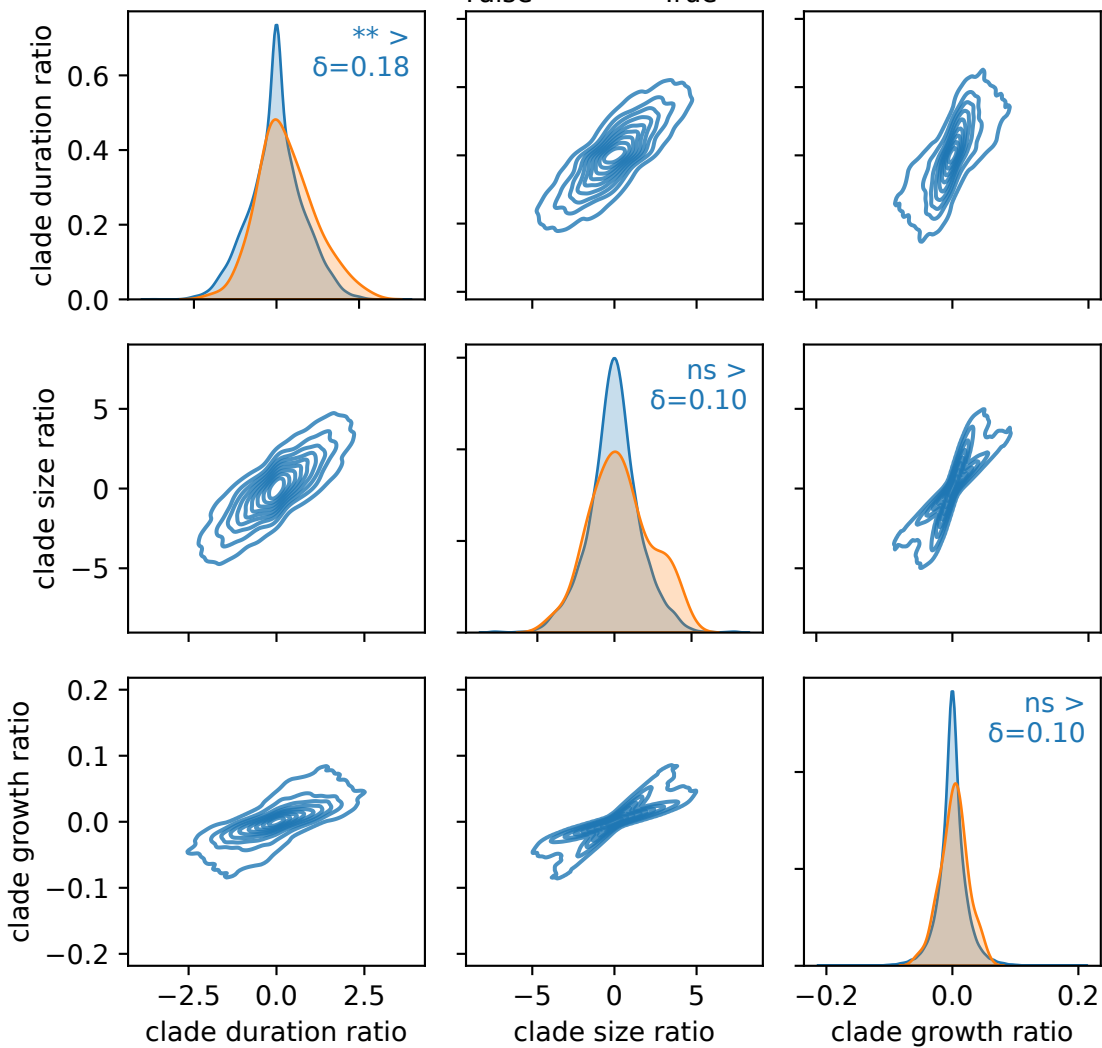 False True
clade duration ratio
0.6
0.4
0.2
0.0
** >
δ=0.18
clade size ratio
5
0
−5
ns >
δ=0.10
clade growth ratio
0.2
0.1
0.0
−0.1
−0.2
ns >
δ=0.10
−2.5 0.0 2.5
−5 0 5
−0.2 0.0 0.2
clade duration ratio
clade size ratio
clade growth ratio